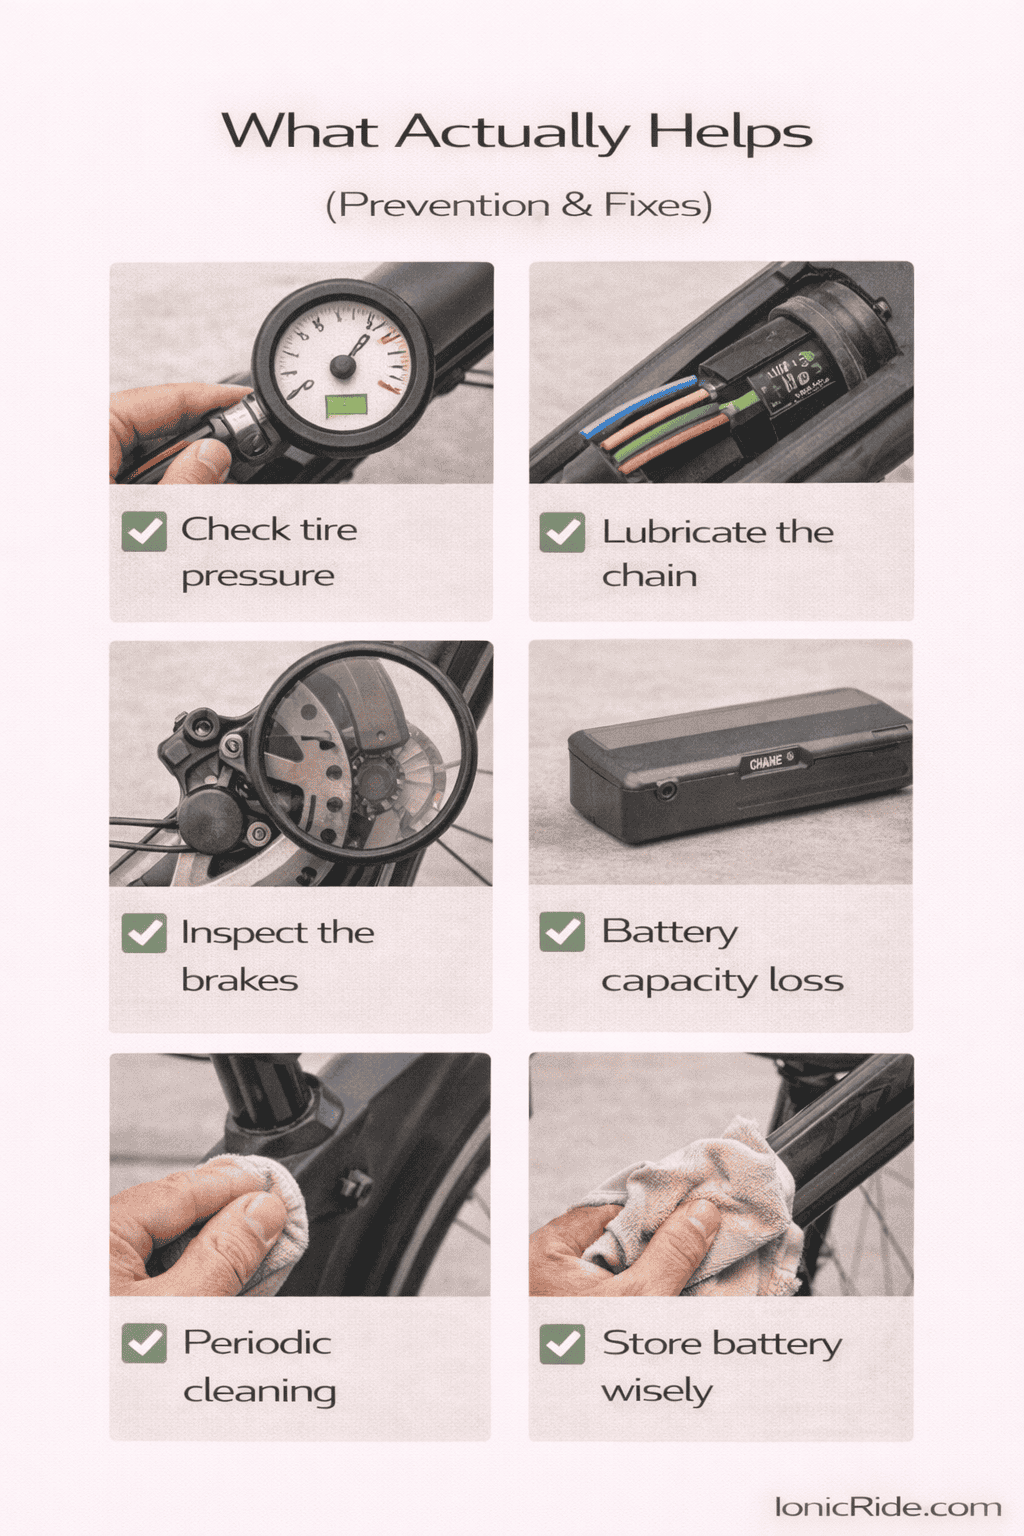 What Actually Helps
(Prevention & Fixes)
Check tire
pressure
Lubricate the
chain
Inspect the
brakes
CHANE
Battery
capacity loss
Periodic
cleaning
Store battery
wisely
IonicRide.com